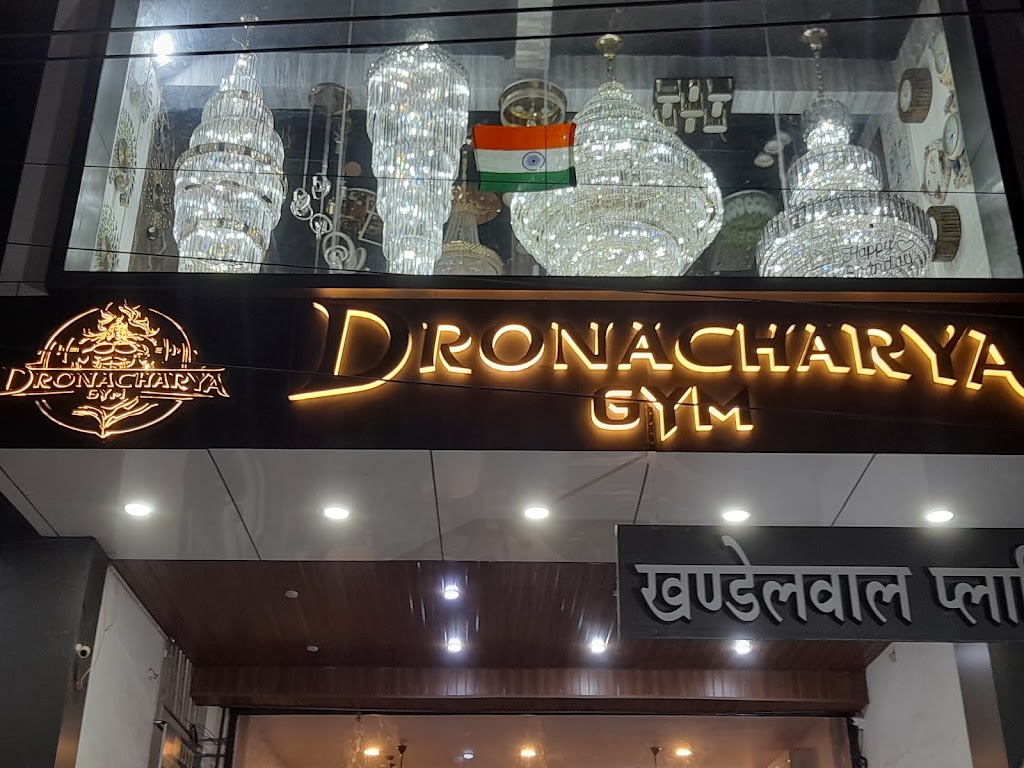 Happy
Birthday
DRONACHARYA
GYM
DRONACHARYA
GYM
खण्डेलवाल